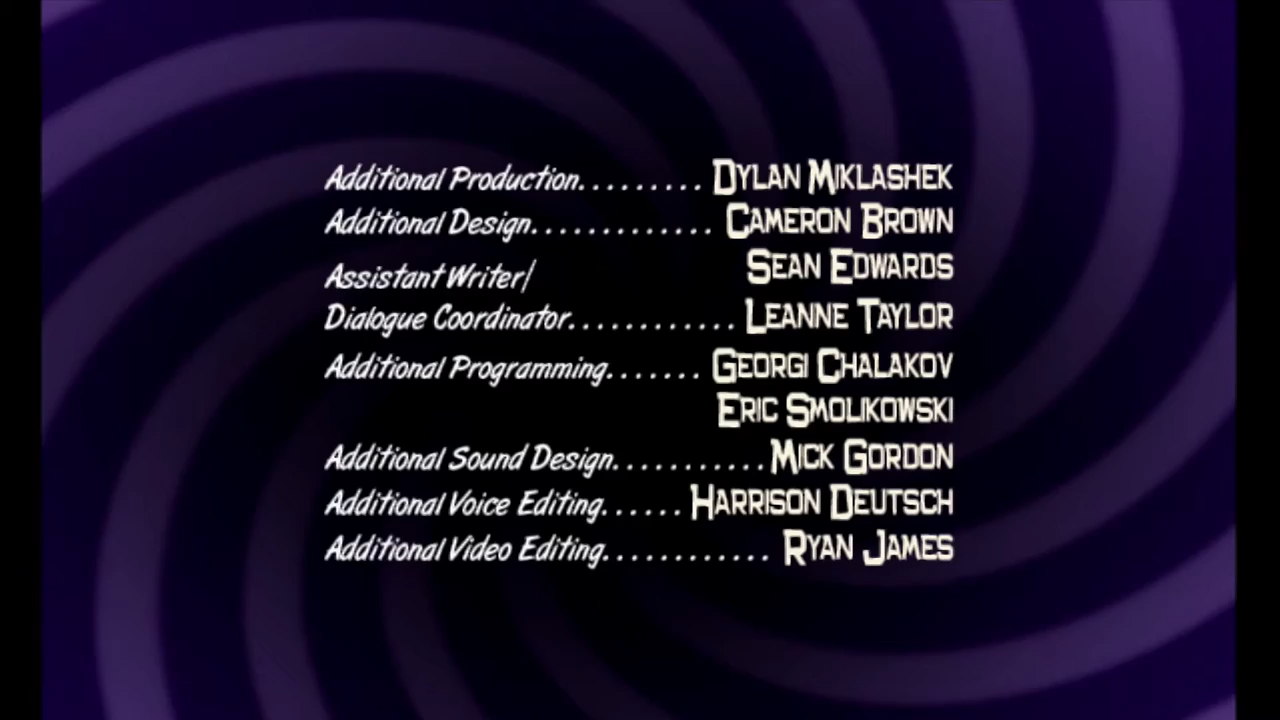 Additional Production......... Dylan Miklashek
Additional Design............. Cameron Brown
Sean Edwards
Assistant Writer/
Dialogue Coordinator............ Leanne Taylor
Additional Programming....... Georgi Chalakov
Eric Smolikowski
Additional Sound Design........... Mick Gordon
Additional Voice Editing...... Harrison Deutsch
Additional Video Editing............ Ryan James